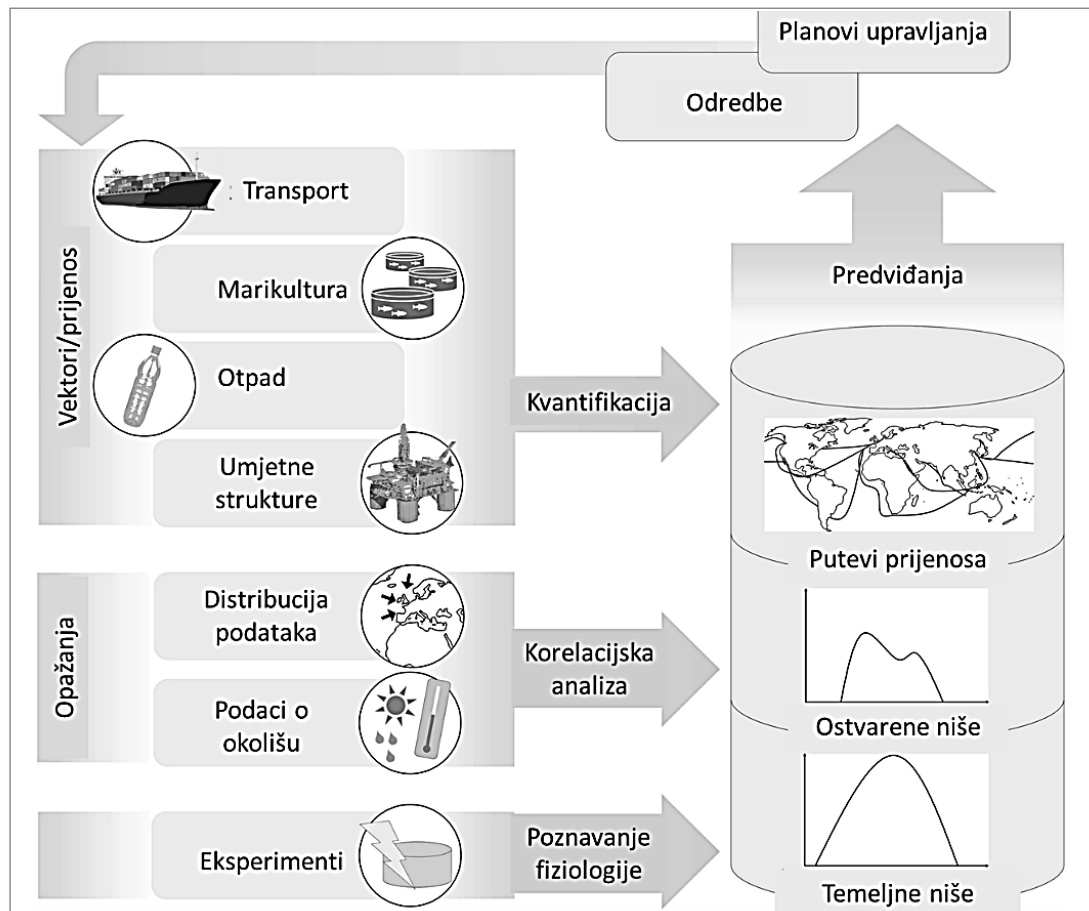 Planovi upravljanja
Odredbe
Vektori/prijenos
: Transport
Marikultura
Otpad
Umjetne
strukture
Kvantifikacija
Predviđanja
Putevi prijenosa
Opažanja
Distribucija
podataka
Podaci o
okolišu
Korelacijska
analiza
Ostvarene niše
Eksperimenti
Poznavanje
fiziologije
Temeljne niše